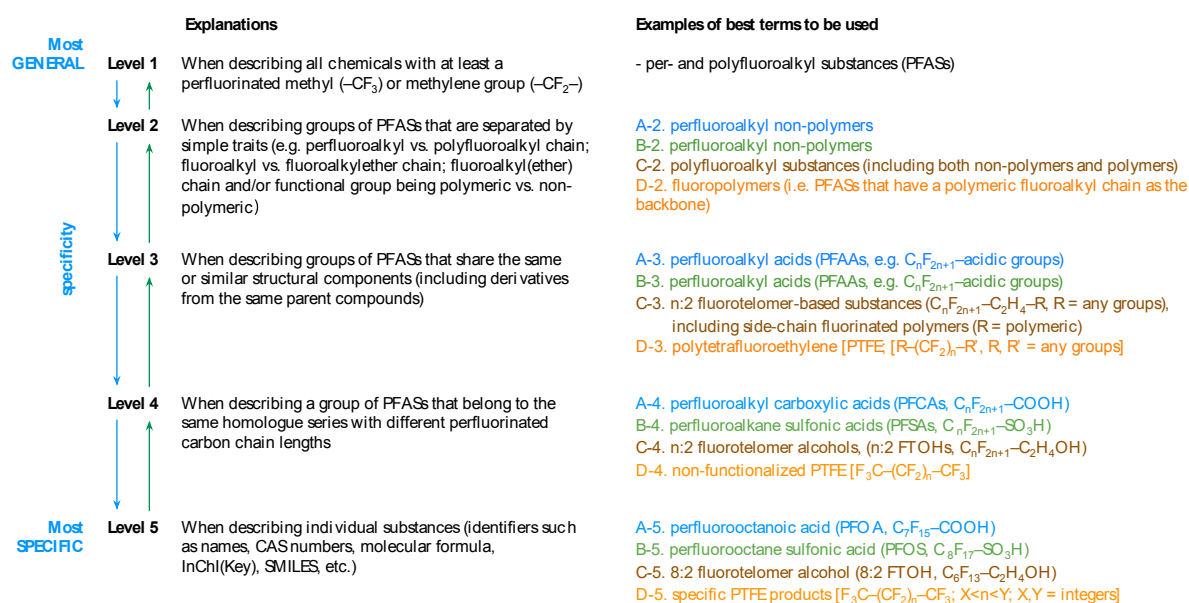 Explanations
Examples of best terms to be used
Most
GENERAL
Level 1
When describing all chemicals with at least a
perfluorinated methyl (–CF₃) or methylene group (–CF₂–)
- per- and polyfluoroalkyl substances (PFASs)
specificity
Level 2
When describing groups of PFASs that are separated by
simple traits (e.g. perfluoroalkyl vs. polyfluoroalkyl chain;
fluoroalkyl vs. fluoroalkylether chain; fluoroalkyl(ether)
chain and/or functional group being polymeric vs. non-
polymeric)
A-2. perfluoroalkyl non-polymers
B-2. perfluoroalkyl non-polymers
C-2. polyfluoroalkyl substances (including both non-polymers and polymers)
D-2. fluoropolymers (i.e. PFASs that have a polymeric fluoroalkyl chain as the
backbone)
Level 3
When describing groups of PFASs that share the same
or similar structural components (including derivatives
from the same parent compounds)
A-3. perfluoroalkyl acids (PFAAs, e.g. CₙF₂ₙ₊₁–acidic groups)
B-3. perfluoroalkyl acids (PFAAs, e.g. CₙF₂ₙ₊₁–acidic groups)
C-3. n:2 fluorotelomer-based substances (CₙF₂ₙ₊₁–C₂H₄–R, R = any groups),
including side-chain fluorinated polymers (R = polymeric)
D-3. polytetrafluoroethylene [PTFE; [R–(CF₂)ₙ–R', R, R' = any groups]
Level 4
When describing a group of PFASs that belong to the
same homologue series with different perfluorinated
carbon chain lengths
A-4. perfluoroalkyl carboxylic acids (PFCAs, CₙF₂ₙ₊₁–COOH)
B-4. perfluoroalkane sulfonic acids (PFSAs, CₙF₂ₙ₊₁–SO₃H)
C-4. n:2 fluorotelomer alcohols, (n:2 FTOHs, CₙF₂ₙ₊₁–C₂H₄OH)
D-4. non-functionalized PTFE [F₃C–(CF₂)ₙ–CF₃]
Most
SPECIFIC
Level 5
When describing individual substances (identifiers such
as names, CAS numbers, molecular formula,
InChI(Key), SMILES, etc.)
A-5. perfluorooctanoic acid (PFOA, C₇F₁₅–COOH)
B-5. perfluorooctane sulfonic acid (PFOS, C₈F₁₇–SO₃H)
C-5. 8:2 fluorotelomer alcohol (8:2 FTOH, C₆F₁₃–C₂H₄OH)
D-5. specific PTFE products [F₃C–(CF₂)ₙ–CF₃; X<n<Y; X,Y = integers]